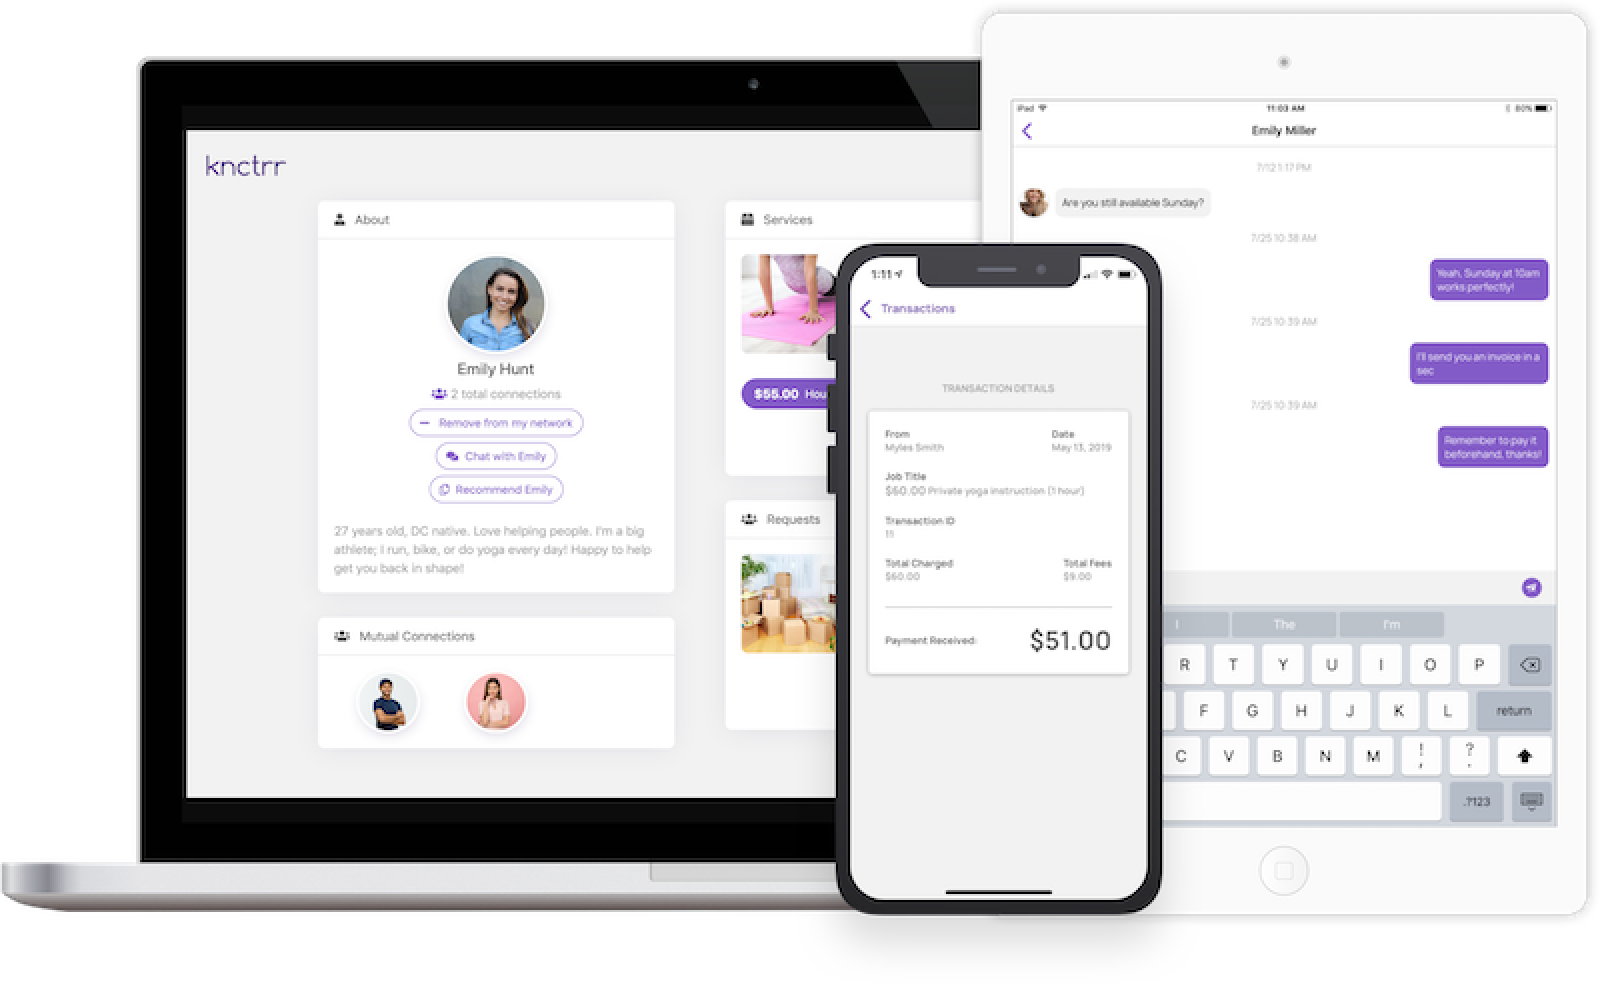 knctrr
About
Emily Hunt
2 total connections
Remove from my network
Chat with Emily
Recommend Emily
27 years old, DC native. Love helping people. I'm a big
athlete; I run, bike, or do yoga every day! Happy to help
get you back in shape!
Mutual Connections
Services
$55.00 Hou
Requests
1:11
Transactions
TRANSACTION DETAILS
From
Date
Myles Smith
May 13, 2019
Job Title
$60.00 Private yoga instruction (1 hour)
Transaction ID
11
Total Charged
Total Fees
$60.00
$9.00
Payment Received:
$51.00
iPad
11:03 AM
80%
Emily Miller
7/12 1:17 PM
Are you still available Sunday?
7/25 10:38 AM
Yeah, Sunday at 10am
works perfectly!
7/25 10:39 AM
I'll send you an invoice in a
sec
7/25 10:39 AM
Remember to pay it
beforehand, thanks!
I The I'm
R T Y U I O P
F G H J K L return
C V B N M ! , ? .
.?123